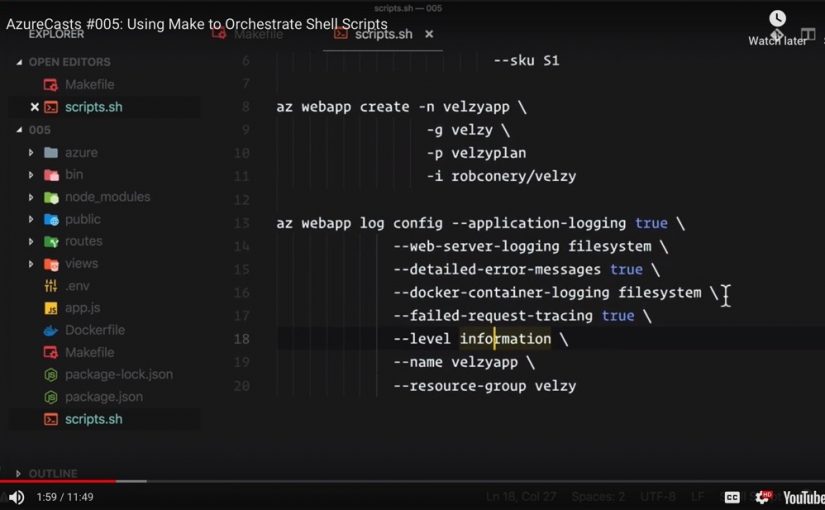 scripts.sh — 005
AzureCasts #005: Using Make to Orchestrate Shell Scripts
Watch later
EXPLORER
Makefile
scripts.sh ×
OPEN EDITORS
Makefile
× scripts.sh
005
azure
bin
node_modules
public
routes
views
.env
app.js
Dockerfile
Makefile
package-lock.json
package.json
scripts.sh
OUTLINE
6 --sku S1
7
8 az webapp create -n velzyapp \
9 -g velzy \
10 -p velzyplan
11 -i robconery/velzy
12
13 az webapp log config --application-logging true \
14 --web-server-logging filesystem \
15 --detailed-error-messages true \
16 --docker-container-logging filesystem \
17 --failed-request-tracing true \
18 --level information \
19 --name velzyapp \
20 --resource-group velzy
1:59 / 11:49
Ln 18, Col 27 Spaces: 2 UTF-8 LF
CC HD YouTube